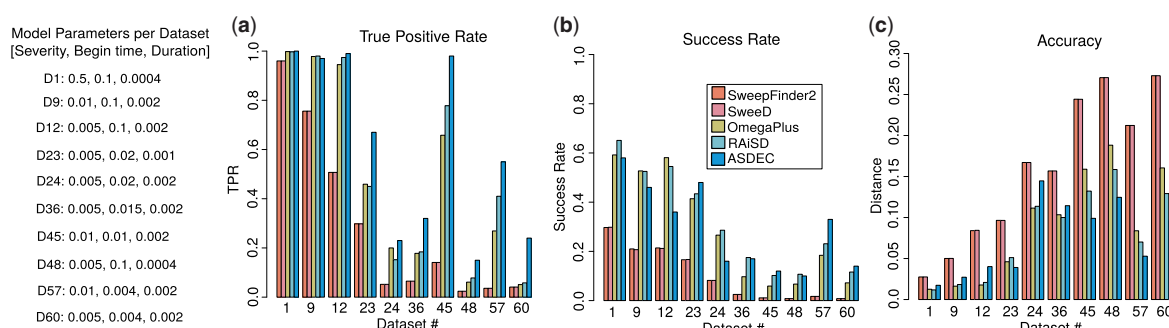 Model Parameters per Dataset
[Severity, Begin time, Duration]
D1: 0.5, 0.1, 0.0004
D9: 0.01, 0.1, 0.002
D12: 0.005, 0.1, 0.002
D23: 0.005, 0.02, 0.001
D24: 0.005, 0.02, 0.002
D36: 0.005, 0.015, 0.002
D45: 0.01, 0.01, 0.002
D48: 0.005, 0.1, 0.0004
D57: 0.01, 0.004, 0.002
D60: 0.005, 0.004, 0.002
(a)
True Positive Rate
TPR
1.0
0.8
0.6
0.4
0.2
0.0
1 9 12 23 24 36 45 48 57 60
Dataset #
(b)
Success Rate
Success Rate
1.0
0.8
0.6
0.4
0.2
0.0
SweepFinder2
SweeD
OmegaPlus
RAiSD
ASDEC
1 9 12 23 24 36 45 48 57 60
Dataset #
(c)
Accuracy
Distance
0.30
0.25
0.20
0.15
0.10
0.05
0.00
1 9 12 23 24 36 45 48 57 60
Dataset #